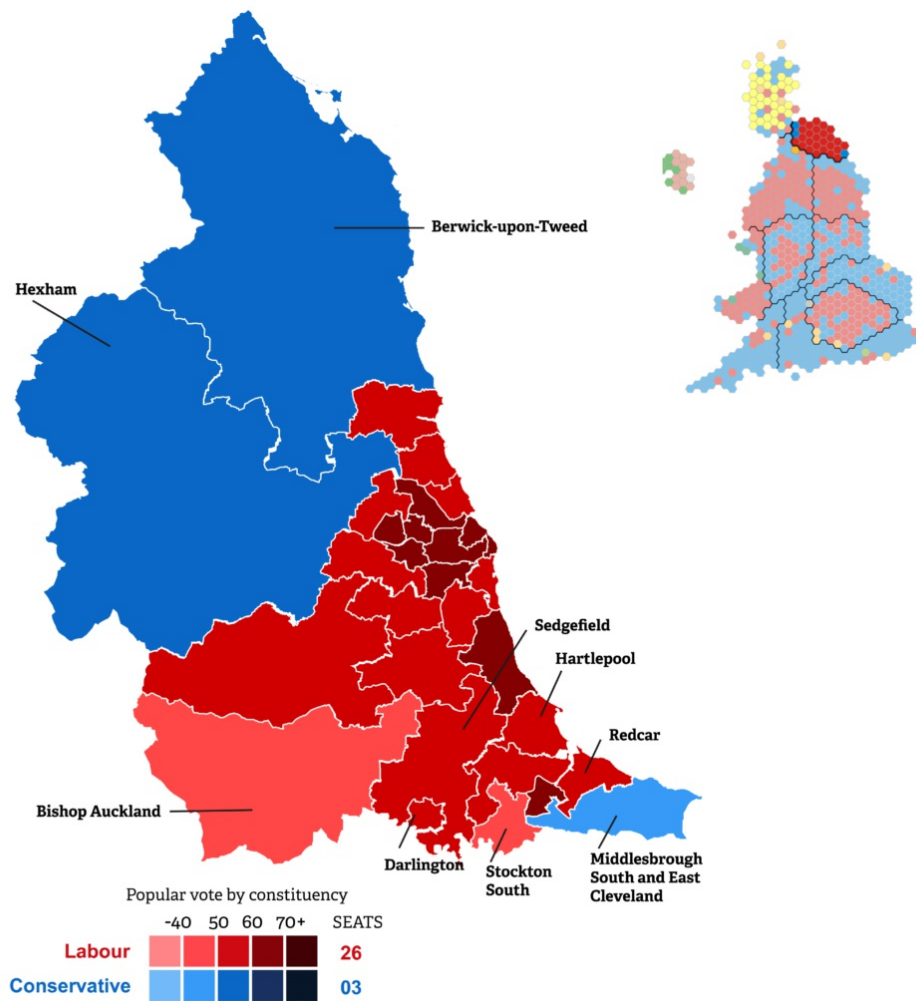 Berwick-upon-Tweed
Hexham
Sedgefield
Hartlepool
Redcar
Bishop Auckland
Darlington
Stockton
South
Middlesbrough
South and East
Cleveland
Popular vote by constituency
-40 50 60 70+ SEATS
Labour 26
Conservative 03